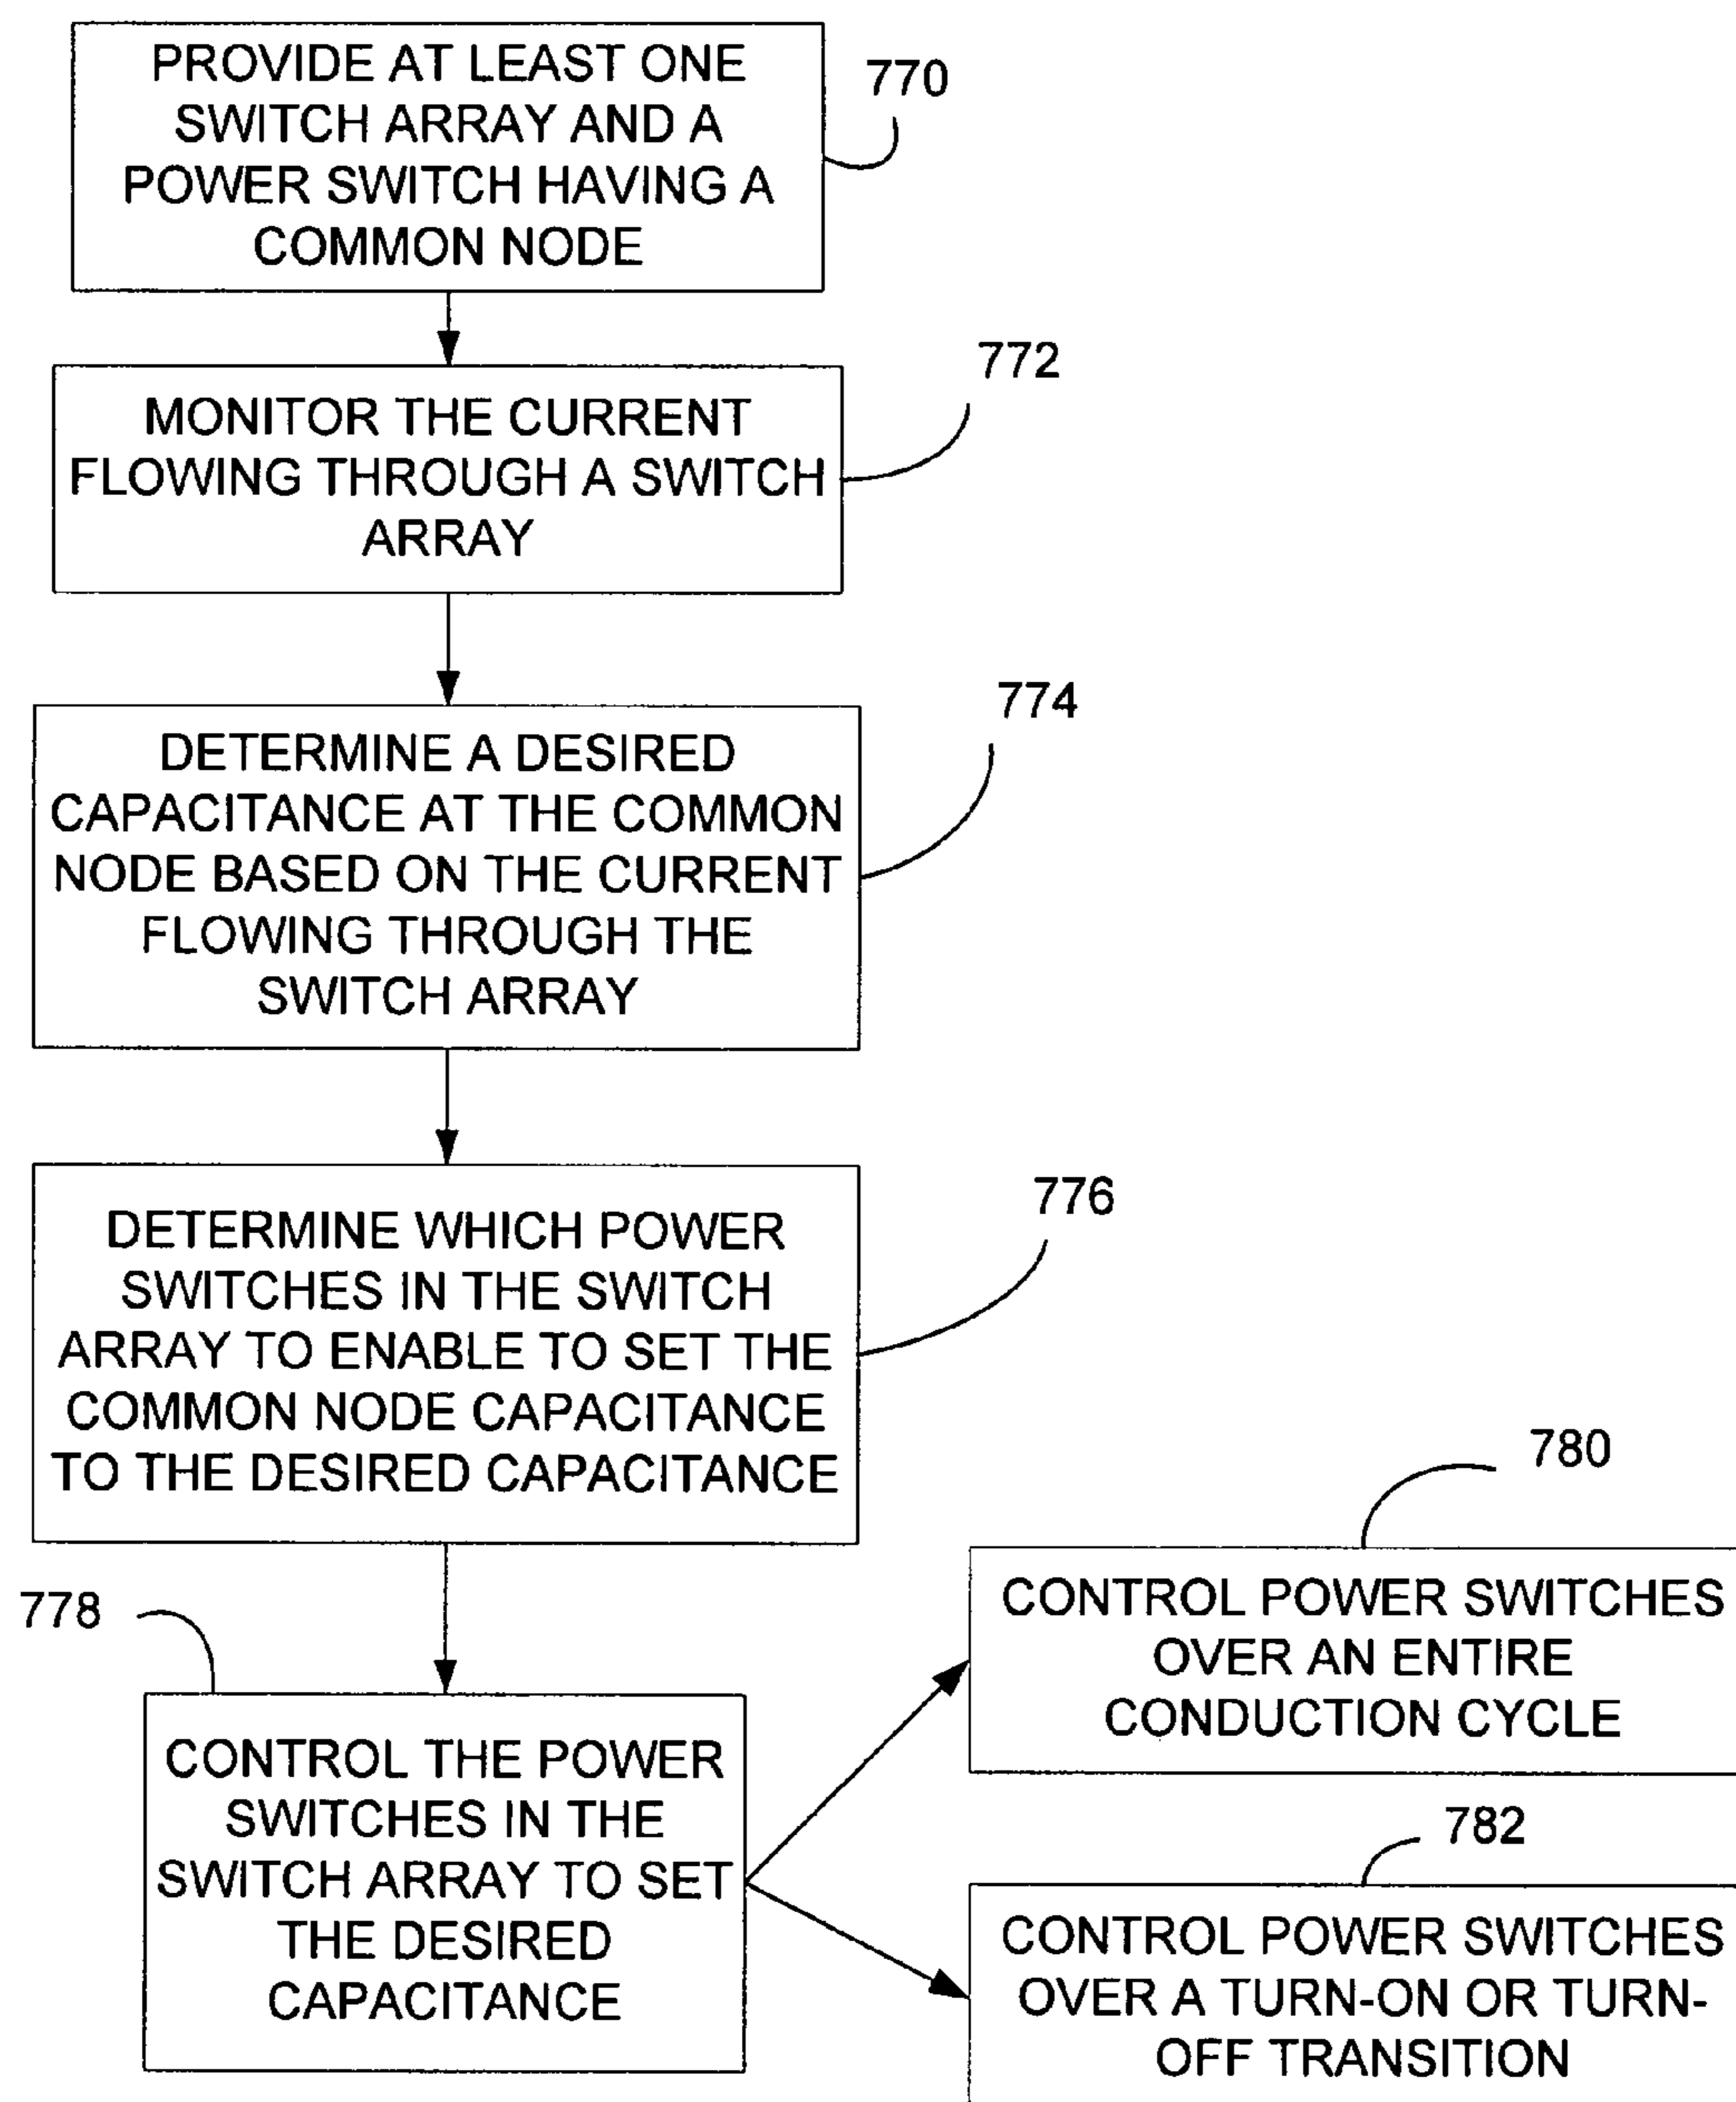 PROVIDE AT LEAST ONE
SWITCH ARRAY AND A
POWER SWITCH HAVING A
COMMON NODE
770
MONITOR THE CURRENT
FLOWING THROUGH A SWITCH
ARRAY
772
DETERMINE A DESIRED
CAPACITANCE AT THE COMMON
NODE BASED ON THE CURRENT
FLOWING THROUGH THE
SWITCH ARRAY
774
DETERMINE WHICH POWER
SWITCHES IN THE SWITCH
ARRAY TO ENABLE TO SET THE
COMMON NODE CAPACITANCE
TO THE DESIRED CAPACITANCE
776
778
CONTROL THE POWER
SWITCHES IN THE
SWITCH ARRAY TO SET
THE DESIRED
CAPACITANCE
780
CONTROL POWER SWITCHES
OVER AN ENTIRE
CONDUCTION CYCLE
782
CONTROL POWER SWITCHES
OVER A TURN-ON OR TURN-
OFF TRANSITION